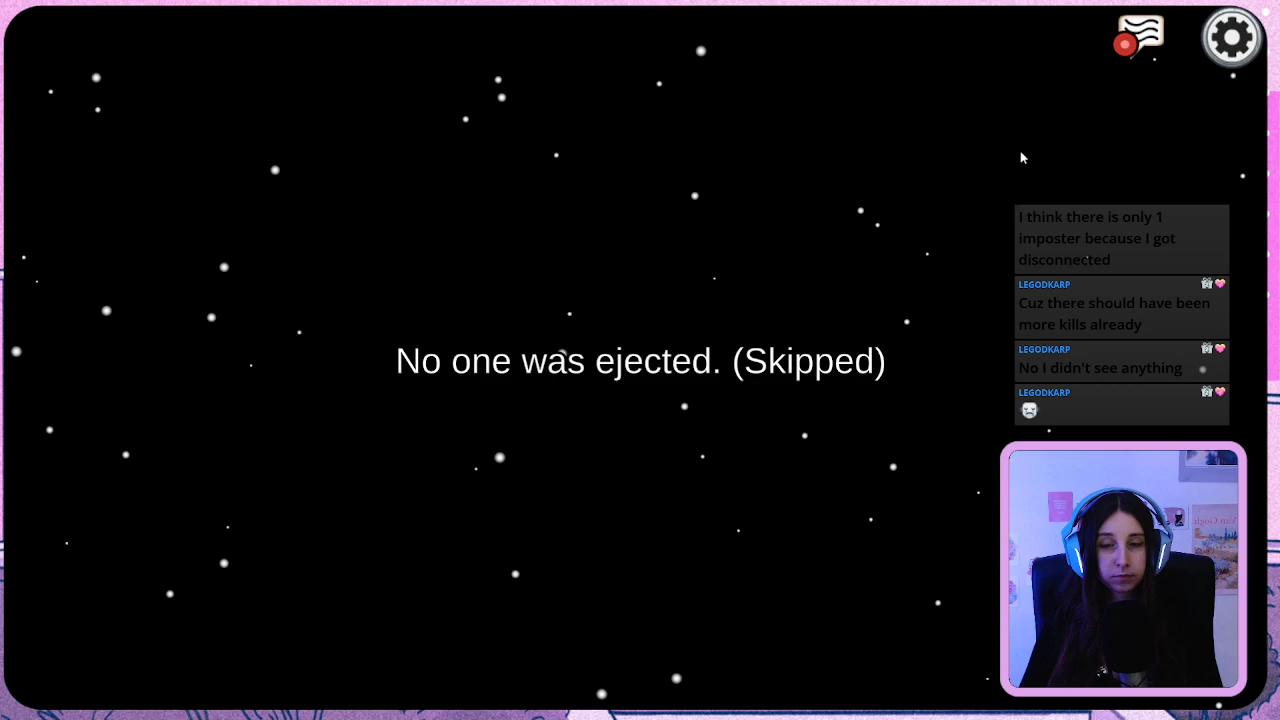 I think there is only 1
imposter because I got
disconnected
LEGODKARP
Cuz there should have been
more kills already
LEGODKARP
No I didn't see anything
LEGODKARP
No one was ejected. (Skipped)